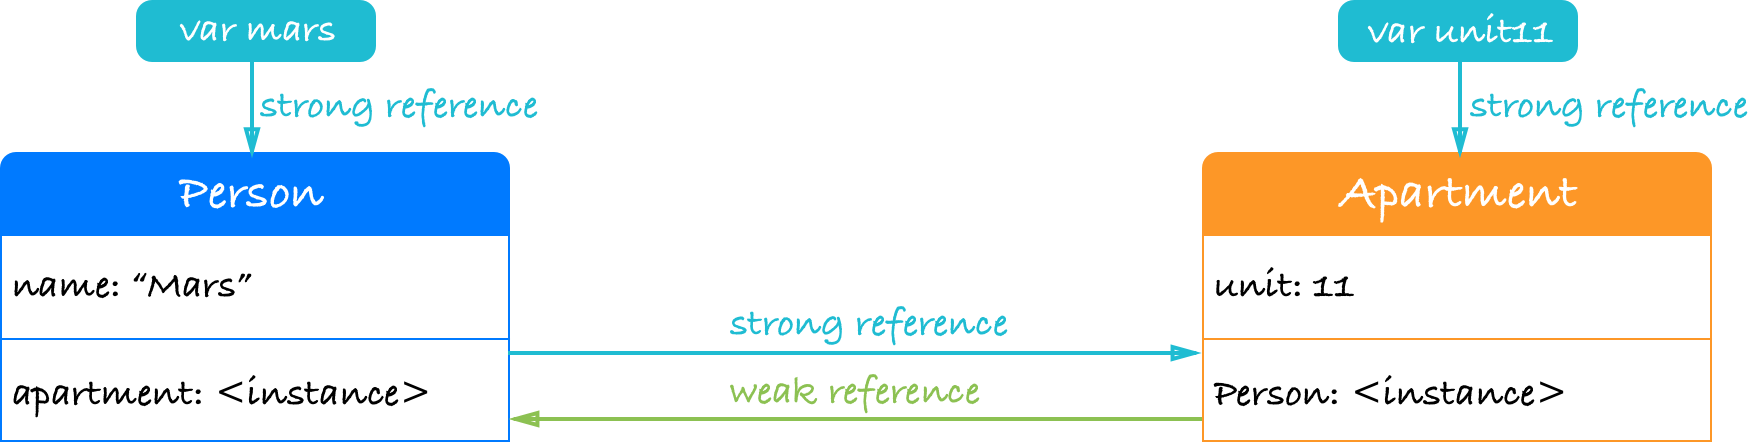 var mars
var unit11
strong reference
strong reference
Person
Apartment
name: “Mars”
unit: 11
strong reference
apartment: <instance>
weak reference
Person: <instance>